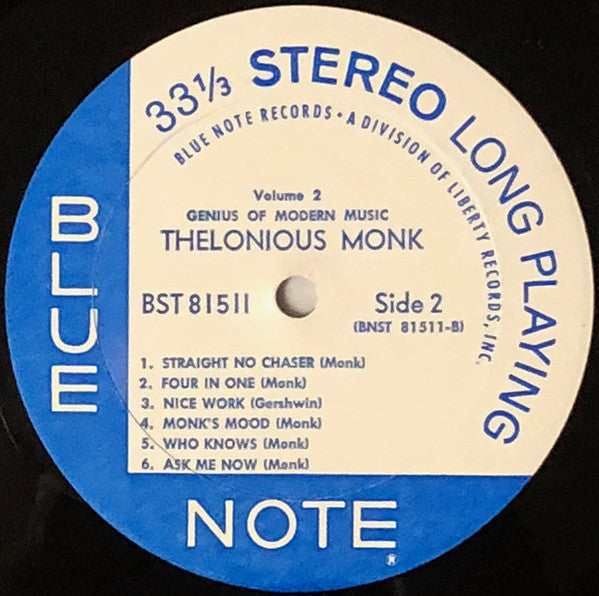 33⅓ STEREO LONG PLAYING
BLUE NOTE RECORDS • A DIVISION OF LIBERTY RECORDS, INC.
Volume 2
GENIUS OF MODERN MUSIC
THELONIOUS MONK
BST 81511 Side 2
(BNST 81511-B)
1. STRAIGHT NO CHASER (Monk)
2. FOUR IN ONE (Monk)
3. NICE WORK (Gershwin)
4. MONK'S MOOD (Monk)
5. WHO KNOWS (Monk)
6. ASK ME NOW (Monk)
BLUE
NOTE®